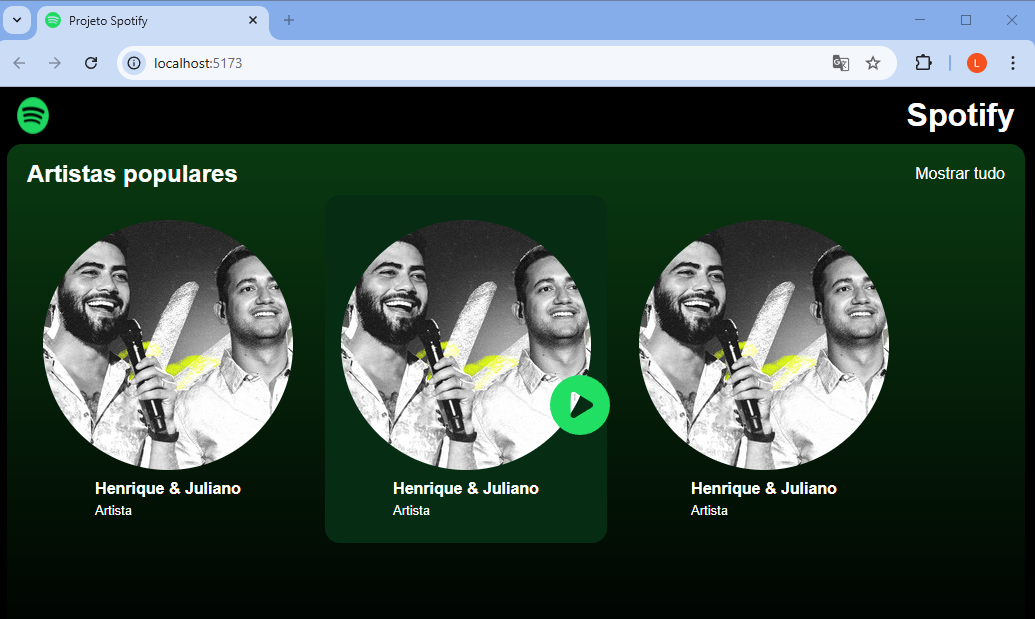 Projeto Spotify
localhost:5173
L
Spotify
Artistas populares
Mostrar tudo
Henrique & Juliano
Artista
Henrique & Juliano
Artista
Henrique & Juliano
Artista